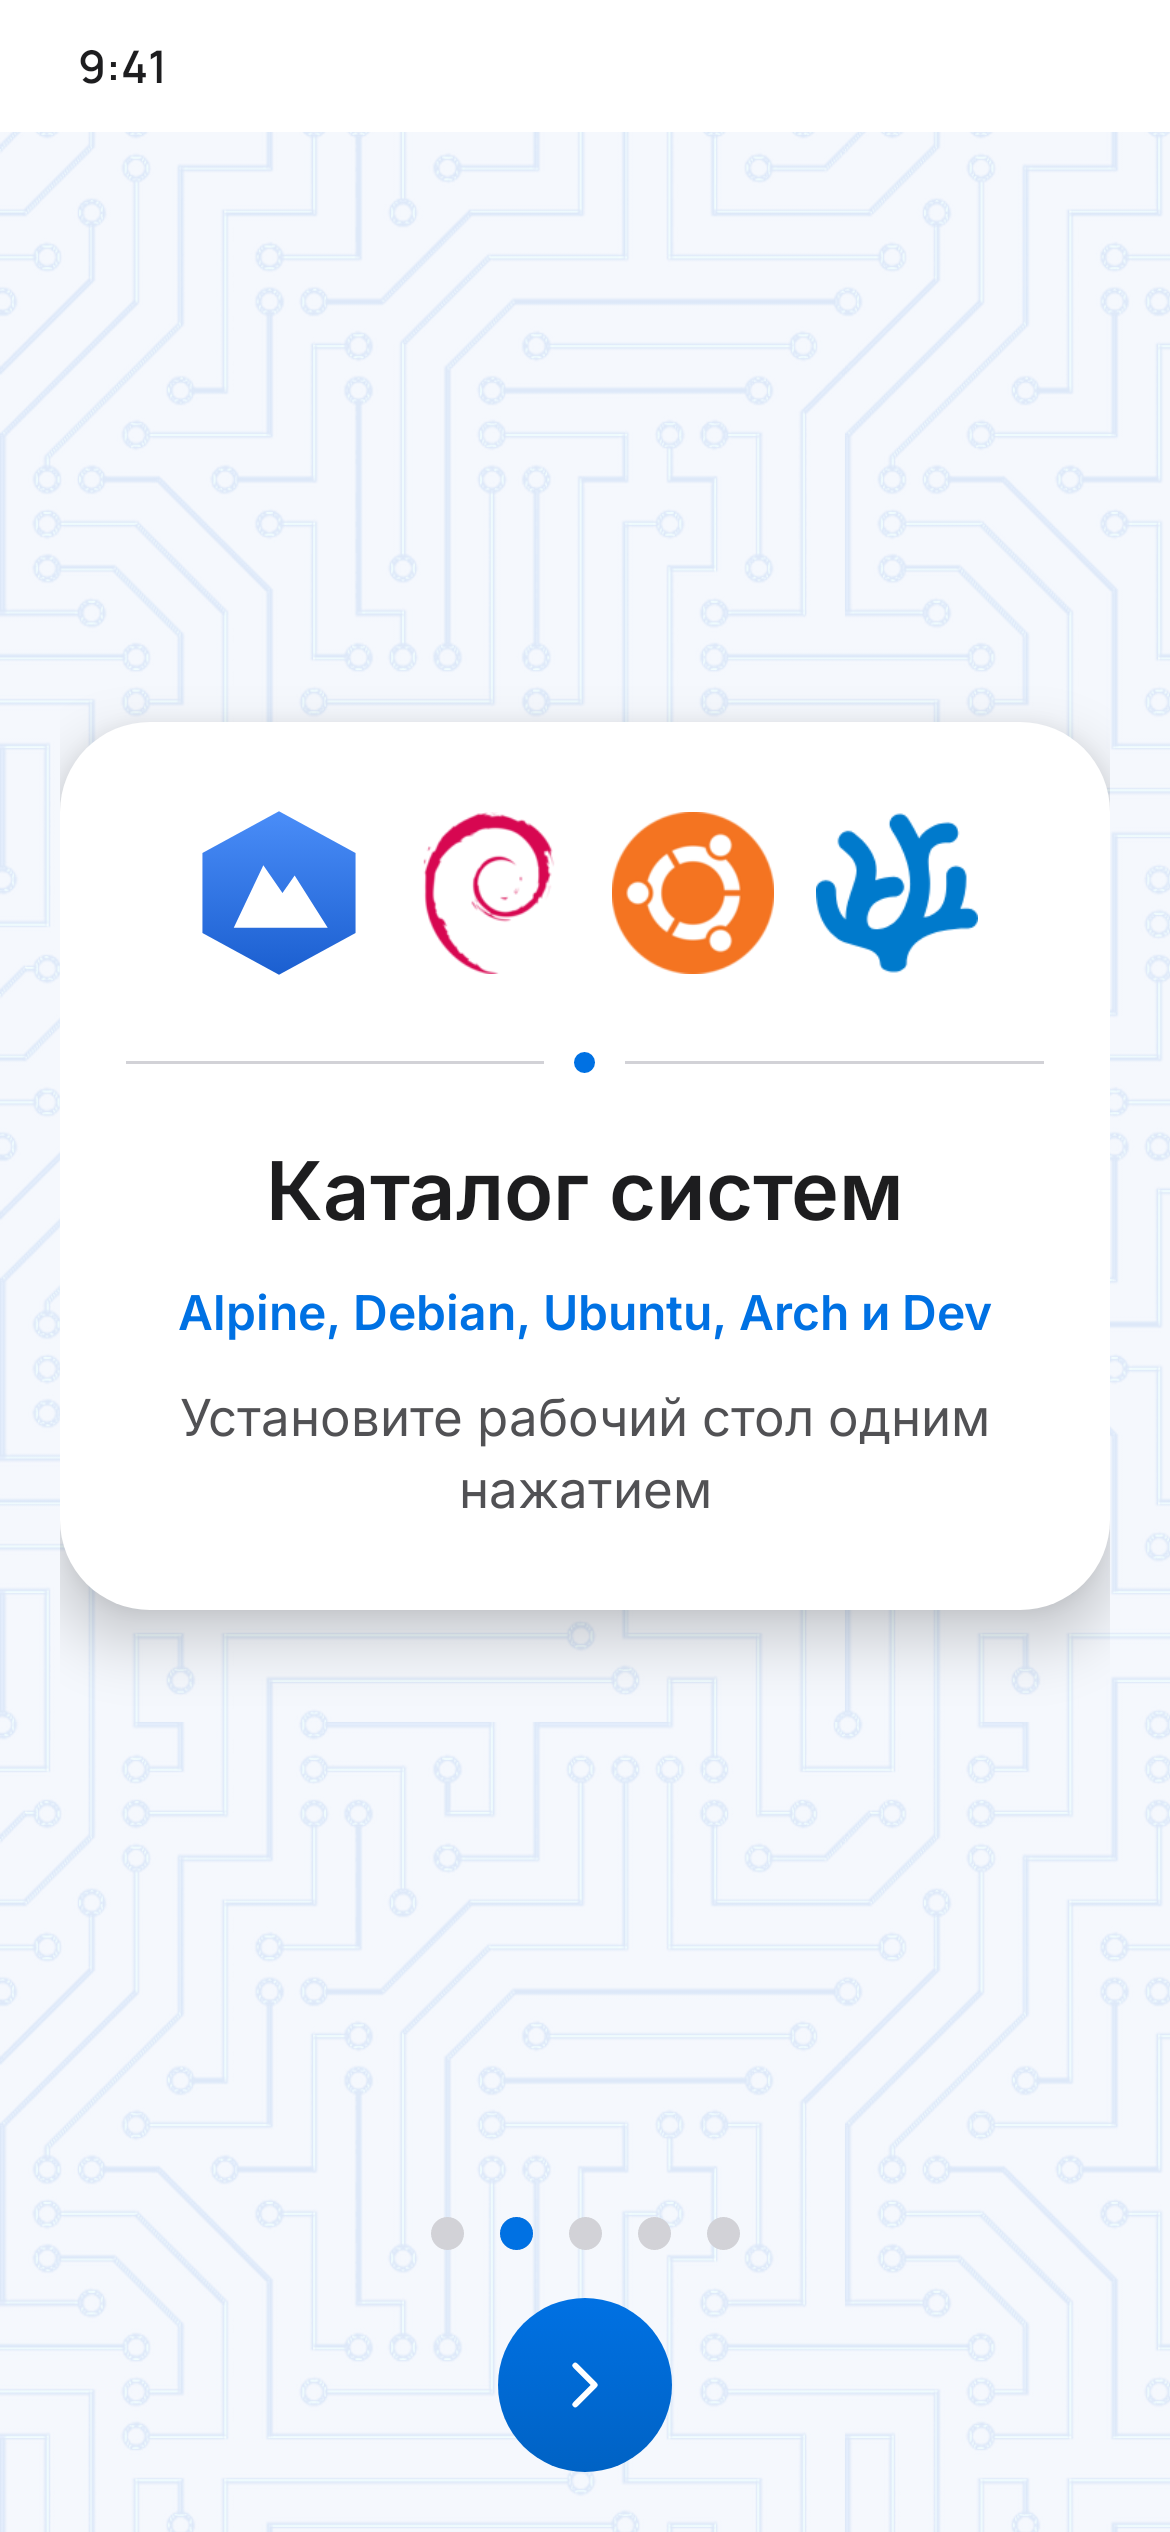 9:41
Каталог систем
Alpine, Debian, Ubuntu, Arch и Dev
Установите рабочий стол одним
нажатием